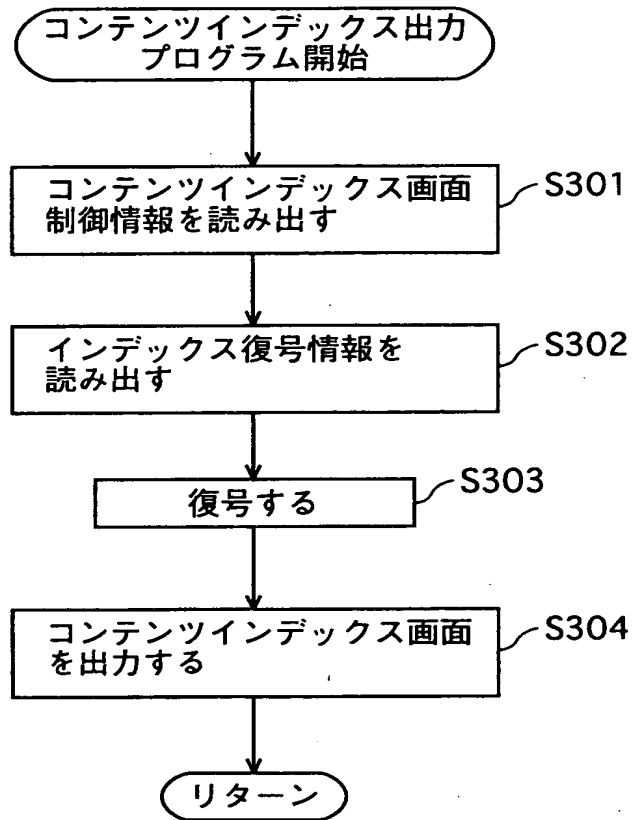 コンテンツインデックス出力
プログラム開始
コンテンツインデックス画面
制御情報を読み出す
S301
インデックス復号情報を
読み出す
S302
復号する
S303
コンテンツインデックス画面
を出力する
S304
リターン